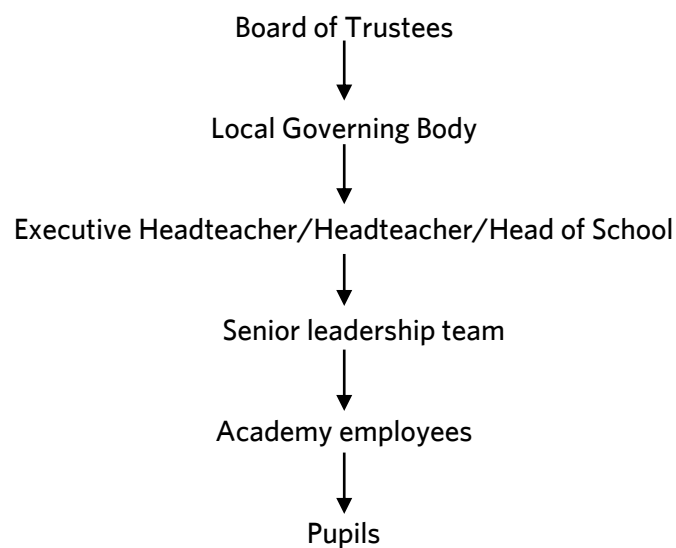 Board of Trustees
Local Governing Body
Executive Headteacher/Headteacher/Head of School
Senior leadership team
Academy employees
Pupils